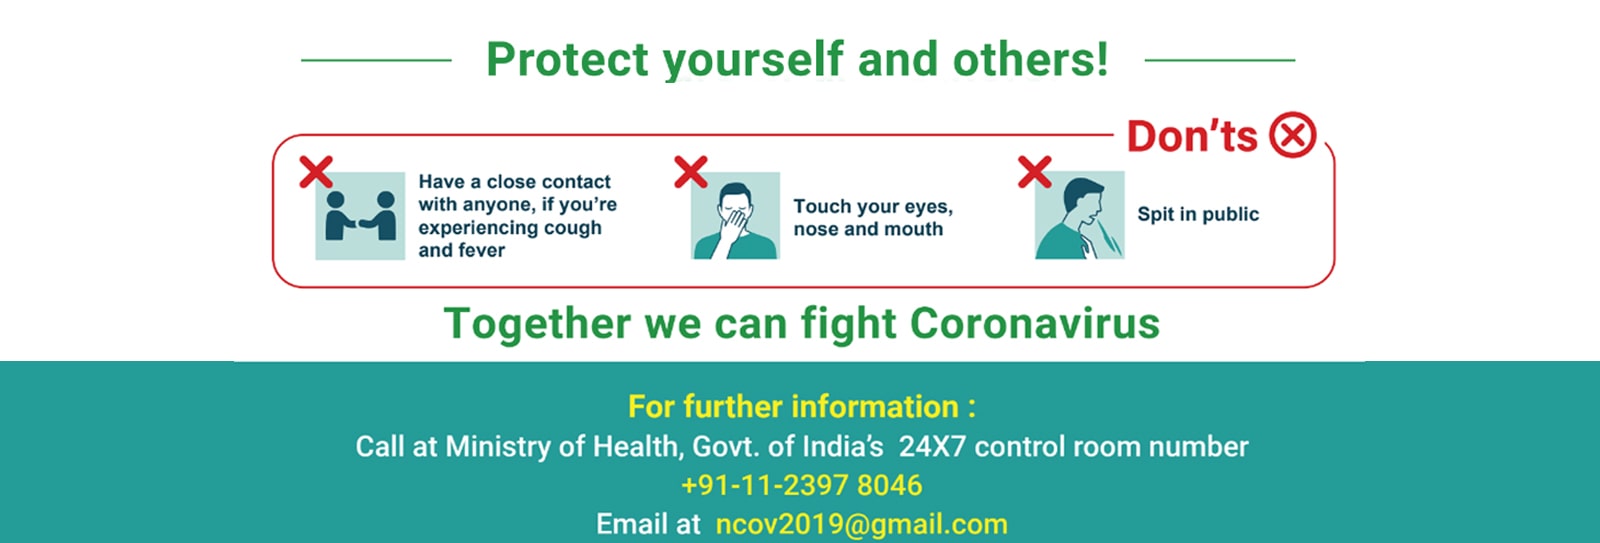 Protect yourself and others!
Don'ts
Have a close contact
with anyone, if you're
experiencing cough
and fever
Touch your eyes,
nose and mouth
Spit in public
Together we can fight Coronavirus
For further information :
Call at Ministry of Health, Govt. of India's 24X7 control room number
+91-11-2397 8046
Email at ncov2019@gmail.com